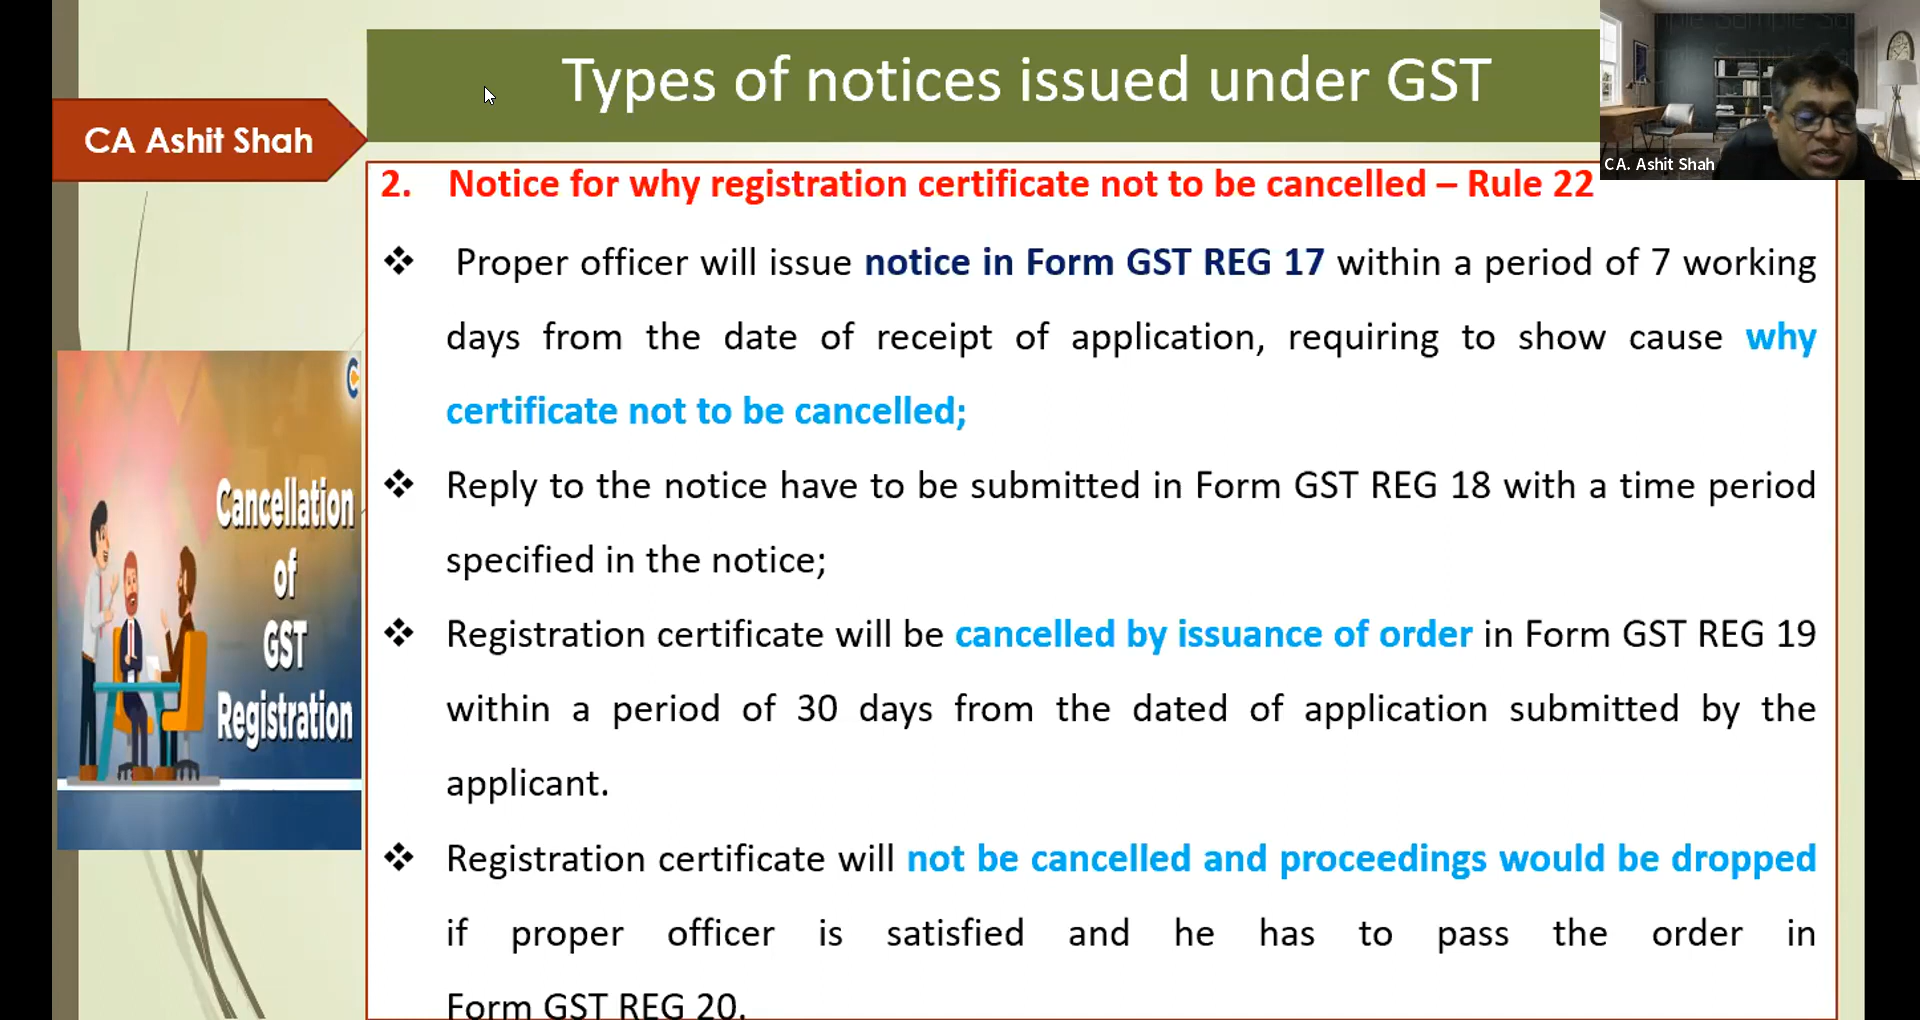 Types of notices issued under GST
CA Ashit Shah
CA. Ashit Shah
2. Notice for why registration certificate not to be cancelled – Rule 22
❖ Proper officer will issue notice in Form GST REG 17 within a period of 7 working
days from the date of receipt of application, requiring to show cause why
certificate not to be cancelled;
❖ Reply to the notice have to be submitted in Form GST REG 18 with a time period
specified in the notice;
❖ Registration certificate will be cancelled by issuance of order in Form GST REG 19
within a period of 30 days from the dated of application submitted by the
applicant.
❖ Registration certificate will not be cancelled and proceedings would be dropped
if proper officer is satisfied and he has to pass the order in
Form GST REG 20.
Cancellation
of
GST
Registration